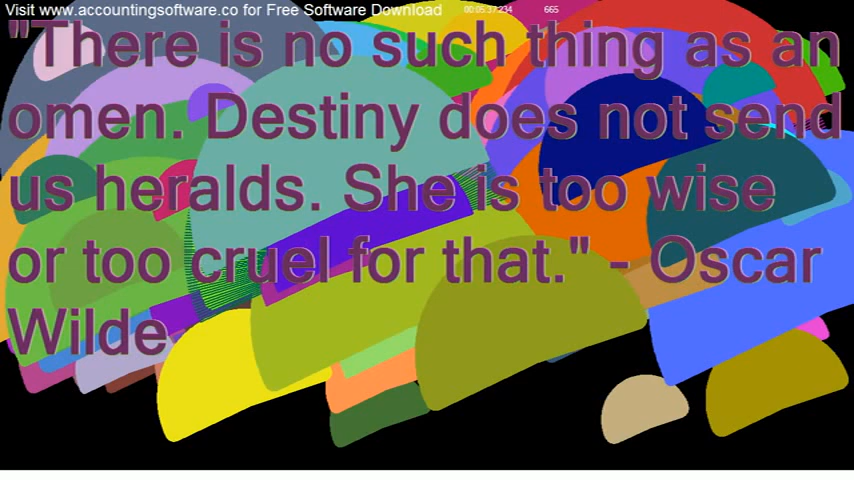 Visit www.accountingsoftware.co for Free Software Download 00:05:37.234 665
"There is no such thing as an
omen. Destiny does not send
us heralds. She is too wise
or too cruel for that." - Oscar
Wilde